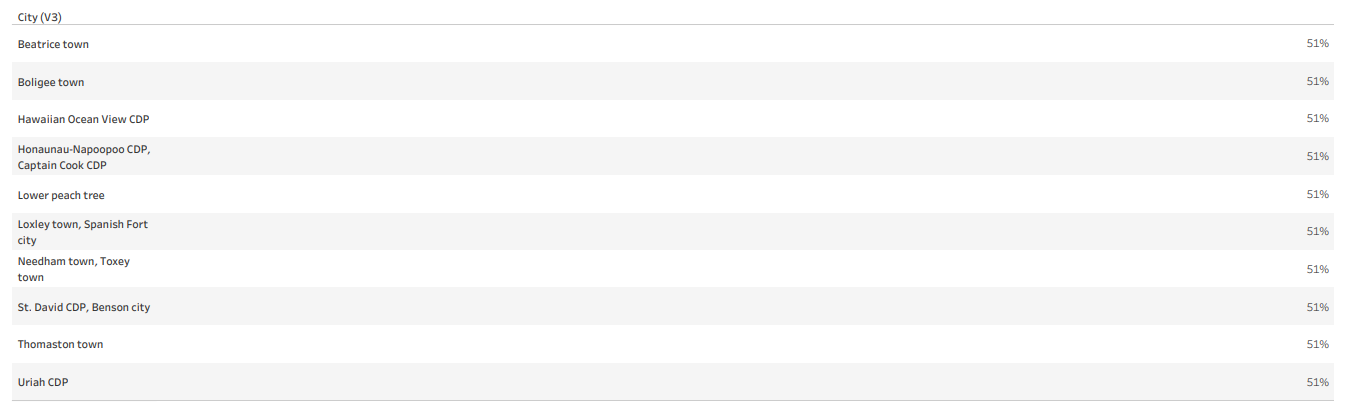 City (V3)
Beatrice town 51%
Boligee town 51%
Hawaiian Ocean View CDP 51%
Honaunau-Napoopoo CDP,
Captain Cook CDP 51%
Lower peach tree 51%
Loxley town, Spanish Fort
city 51%
Needham town, Toxey
town 51%
St. David CDP, Benson city 51%
Thomaston town 51%
Uriah CDP 51%